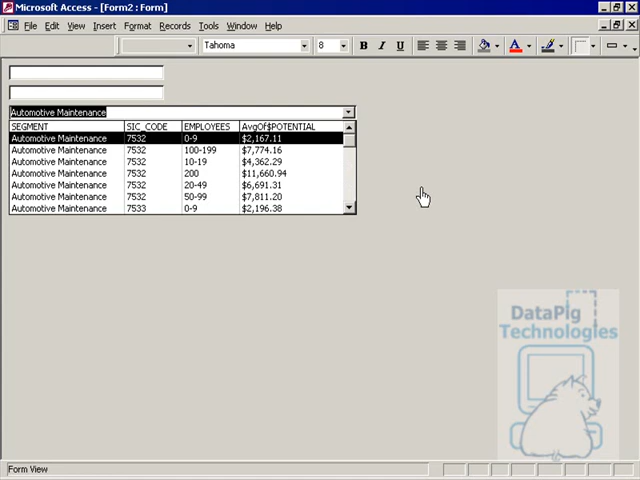 Microsoft Access - [Form2 : Form]
File Edit View Insert Format Records Tools Window Help
Tahoma 8 B I U A
Automotive Maintenance
SEGMENT SIC_CODE EMPLOYEES AvgOf$POTENTIAL
Automotive Maintenance 7532 0-9 $2,167.11
Automotive Maintenance 7532 100-199 $7,774.16
Automotive Maintenance 7532 10-19 $4,362.29
Automotive Maintenance 7532 200 $11,660.94
Automotive Maintenance 7532 20-49 $6,691.31
Automotive Maintenance 7532 50-99 $7,811.20
Automotive Maintenance 7533 0-9 $2,196.38
DataPig
Technologies
Form View